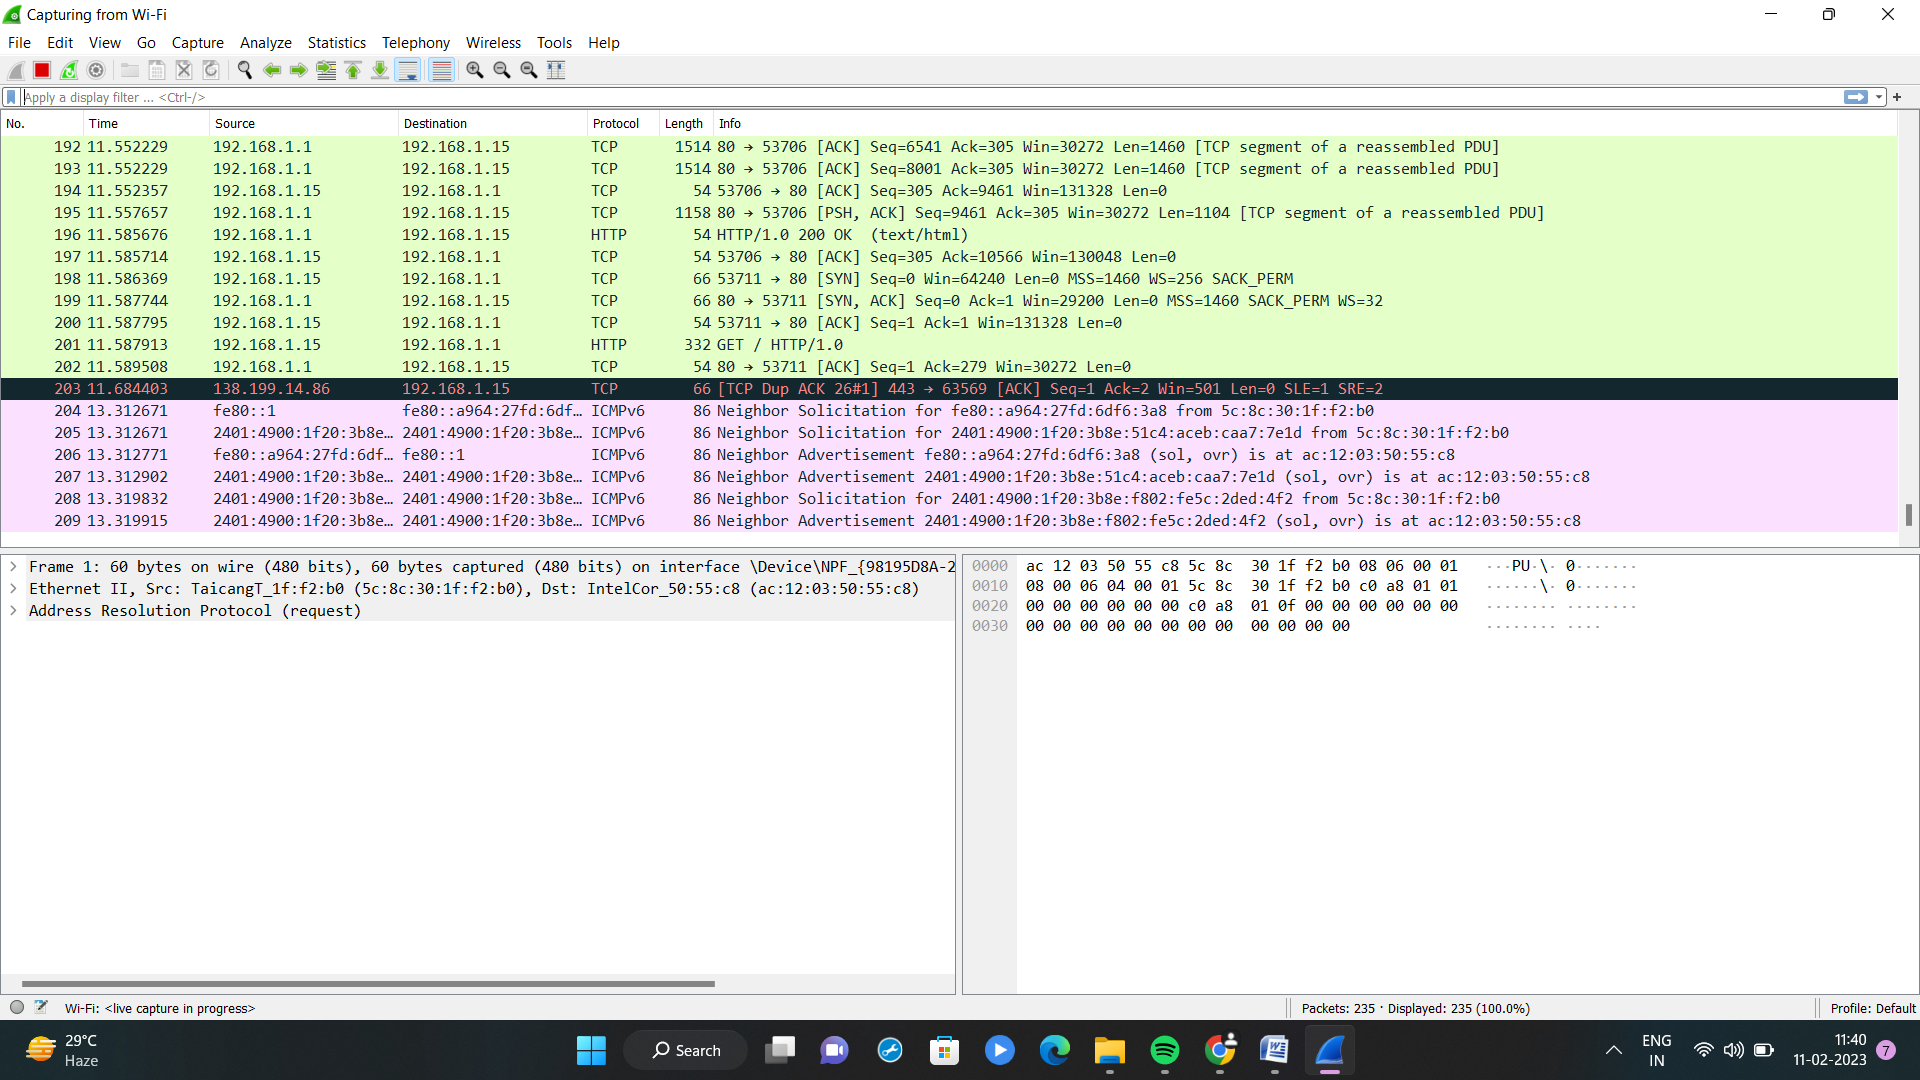 Capturing from Wi-Fi
File Edit View Go Capture Analyze Statistics Telephony Wireless Tools Help
Apply a display filter ... <Ctrl-/>
No. Time Source Destination Protocol Length Info
192 11.552229 192.168.1.1 192.168.1.15 TCP 1514 80 → 53706 [ACK] Seq=6541 Ack=305 Win=30272 Len=1460 [TCP segment of a reassembled PDU]
193 11.552229 192.168.1.1 192.168.1.15 TCP 1514 80 → 53706 [ACK] Seq=8001 Ack=305 Win=30272 Len=1460 [TCP segment of a reassembled PDU]
194 11.552357 192.168.1.15 192.168.1.1 TCP 54 53706 → 80 [ACK] Seq=305 Ack=9461 Win=131328 Len=0
195 11.557657 192.168.1.1 192.168.1.15 TCP 1158 80 → 53706 [PSH, ACK] Seq=9461 Ack=305 Win=30272 Len=1104 [TCP segment of a reassembled PDU]
196 11.585676 192.168.1.1 192.168.1.15 HTTP 54 HTTP/1.0 200 OK (text/html)
197 11.585714 192.168.1.15 192.168.1.1 TCP 54 53706 → 80 [ACK] Seq=305 Ack=10566 Win=130048 Len=0
198 11.586369 192.168.1.15 192.168.1.1 TCP 66 53711 → 80 [SYN] Seq=0 Win=64240 Len=0 MSS=1460 WS=256 SACK_PERM
199 11.587744 192.168.1.1 192.168.1.15 TCP 66 80 → 53711 [SYN, ACK] Seq=0 Ack=1 Win=29200 Len=0 MSS=1460 SACK_PERM WS=32
200 11.587795 192.168.1.15 192.168.1.1 TCP 54 53711 → 80 [ACK] Seq=1 Ack=1 Win=131328 Len=0
201 11.587913 192.168.1.15 192.168.1.1 HTTP 332 GET / HTTP/1.0
202 11.589508 192.168.1.1 192.168.1.15 TCP 54 80 → 53711 [ACK] Seq=1 Ack=279 Win=30272 Len=0
203 11.684403 138.199.14.86 192.168.1.15 TCP 66 [TCP Dup ACK 26#1] 443 → 63569 [ACK] Seq=1 Ack=2 Win=501 Len=0 SLE=1 SRE=2
204 13.312671 fe80::1 fe80::a964:27fd:6df… ICMPv6 86 Neighbor Solicitation for fe80::a964:27fd:6df6:3a8 from 5c:8c:30:1f:f2:b0
205 13.312671 2401:4900:1f20:3b8e… 2401:4900:1f20:3b8e… ICMPv6 86 Neighbor Solicitation for 2401:4900:1f20:3b8e:51c4:aceb:caa7:7e1d from 5c:8c:30:1f:f2:b0
206 13.312771 fe80::a964:27fd:6df… fe80::1 ICMPv6 86 Neighbor Advertisement fe80::a964:27fd:6df6:3a8 (sol, ovr) is at ac:12:03:50:55:c8
207 13.312902 2401:4900:1f20:3b8e… 2401:4900:1f20:3b8e… ICMPv6 86 Neighbor Advertisement 2401:4900:1f20:3b8e:51c4:aceb:caa7:7e1d (sol, ovr) is at ac:12:03:50:55:c8
208 13.319832 2401:4900:1f20:3b8e… 2401:4900:1f20:3b8e… ICMPv6 86 Neighbor Solicitation for 2401:4900:1f20:3b8e:f802:fe5c:2ded:4f2 from 5c:8c:30:1f:f2:b0
209 13.319915 2401:4900:1f20:3b8e… 2401:4900:1f20:3b8e… ICMPv6 86 Neighbor Advertisement 2401:4900:1f20:3b8e:f802:fe5c:2ded:4f2 (sol, ovr) is at ac:12:03:50:55:c8
Frame 1: 60 bytes on wire (480 bits), 60 bytes captured (480 bits) on interface \Device\NPF_{98195D8A-2
Ethernet II, Src: TaicangT_1f:f2:b0 (5c:8c:30:1f:f2:b0), Dst: IntelCor_50:55:c8 (ac:12:03:50:55:c8)
Address Resolution Protocol (request)
0000 ac 12 03 50 55 c8 5c 8c 30 1f f2 b0 08 06 00 01 ···PU·\· 0·······
0010 08 00 06 04 00 01 5c 8c 30 1f f2 b0 c0 a8 01 01 ······\· 0·······
0020 00 00 00 00 00 00 c0 a8 01 0f 00 00 00 00 00 00 ········ ········
0030 00 00 00 00 00 00 00 00 00 00 00 00 ········ ····
Wi-Fi: <live capture in progress>
Packets: 235 · Displayed: 235 (100.0%)
Profile: Default
29°C
Haze
Search
ENG
IN
11:40
11-02-2023
7